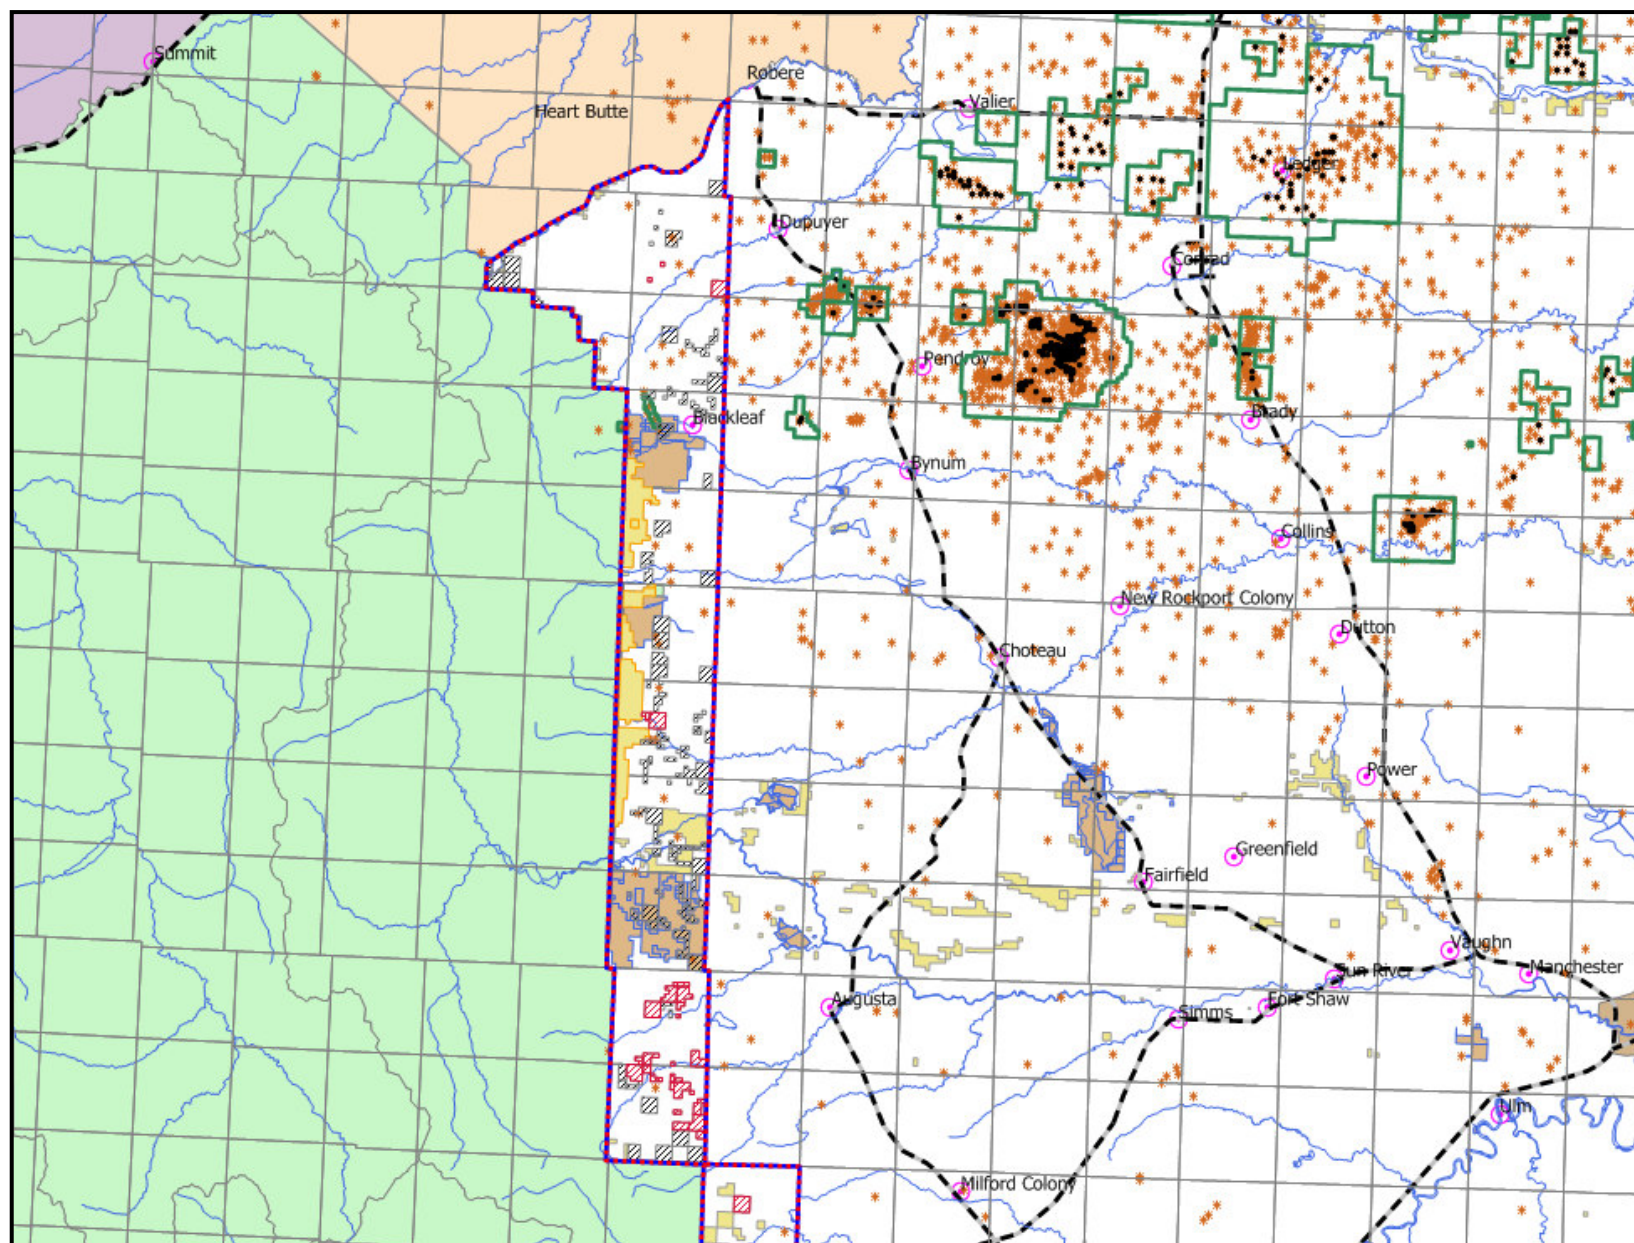 Summit
Robere
Heart Butte
Valier
Ledger
Dupuyer
Conrad
Pendroy
Blackleaf
Brady
Bynum
Collins
New Rockport Colony
Dutton
Choteau
Power
Greenfield
Fairfield
Vaughn
Sun River
Manchester
Augusta
Fort Shaw
Simms
Ulm
Milford Colony